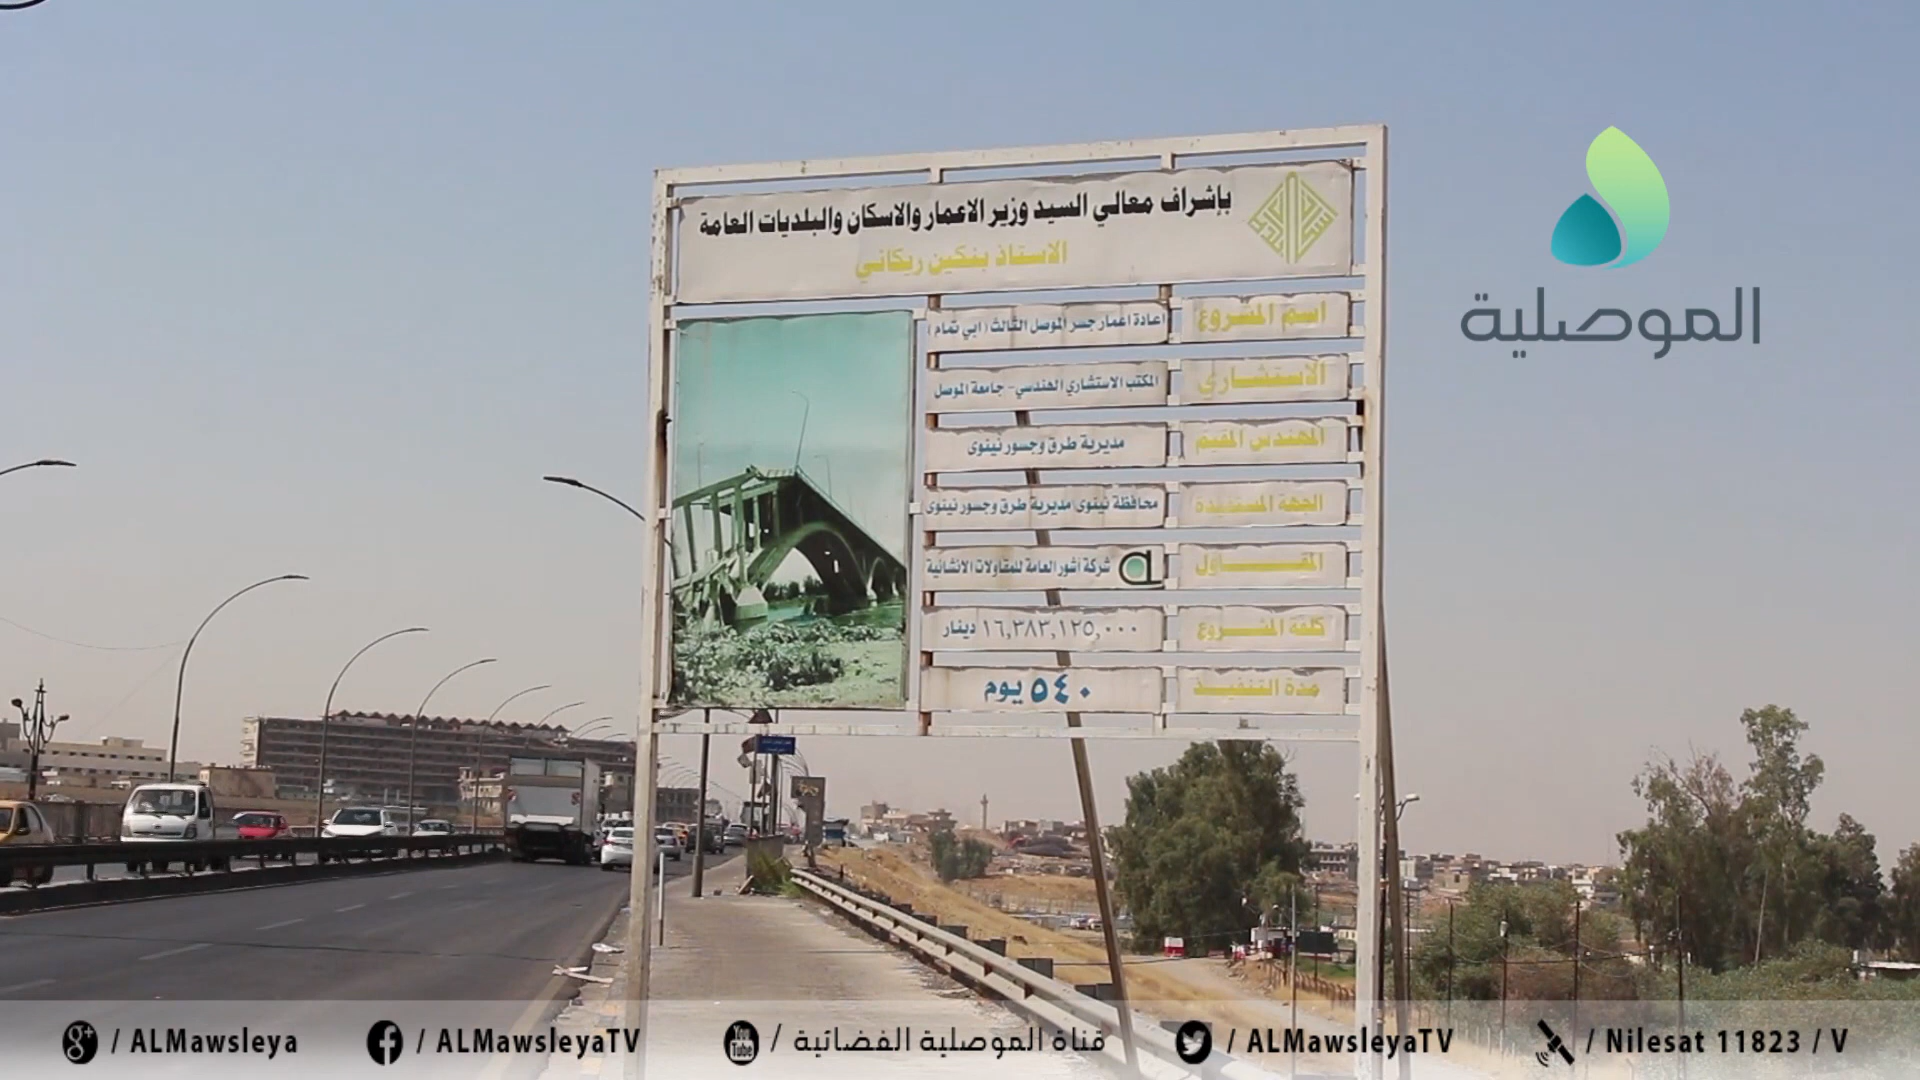 بإشراف معالي السيد وزير الاعمار والاسكان والبلديات العامة
الاستاذ بنكين ريكاني
اسم المشروع
اعادة اعمار جسر الموصل الثالث ( ابي تمام )
الاستشاري
المكتب الاستشاري الهندسي - جامعة الموصل
المهندس المقيم
مديرية طرق وجسور نينوى
الجهة المستفيدة
محافظة نينوى/ مديرية طرق وجسور نينوى
المقاول
شركة أشور العامة للمقاولات الانشائية
كلفة المشروع
١٦,٣٨٣,١٢٥,٠٠٠ دينار
مدة التنفيذ
٥٤٠ يوم
الموصلية
/ ALMawsleya
/ ALMawsleyaTV
You Tube / قناة الموصلية الفضائية
/ ALMawsleyaTV
/ Nilesat 11823 / V